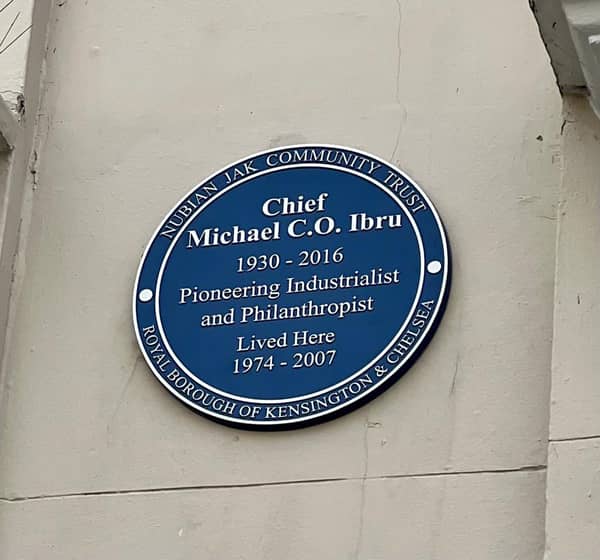 NUBIAN JAK COMMUNITY TRUST
Chief
Michael C.O. Ibru
1930 - 2016
Pioneering Industrialist
and Philanthropist
Lived Here
1974 - 2007
ROYAL BOROUGH OF KENSINGTON & CHELSEA